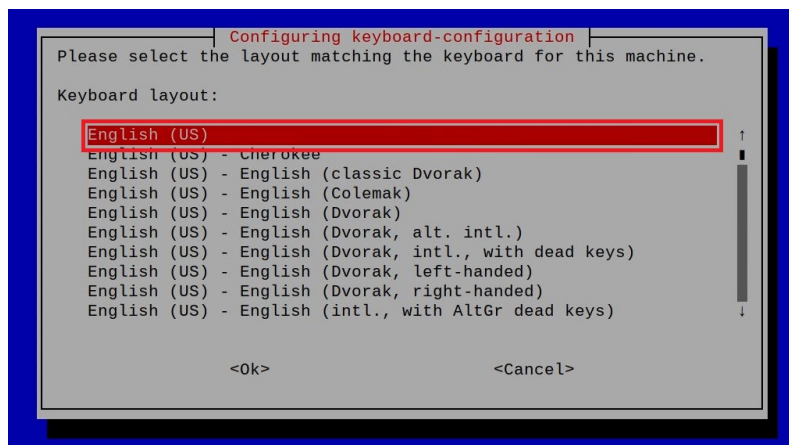 Configuring keyboard-configuration
Please select the layout matching the keyboard for this machine.
Keyboard layout:
English (US)
English (US) - Cherokee
English (US) - English (classic Dvorak)
English (US) - English (Colemak)
English (US) - English (Dvorak)
English (US) - English (Dvorak, alt. intl.)
English (US) - English (Dvorak, intl., with dead keys)
English (US) - English (Dvorak, left-handed)
English (US) - English (Dvorak, right-handed)
English (US) - English (intl., with AltGr dead keys)
<Ok> <Cancel>